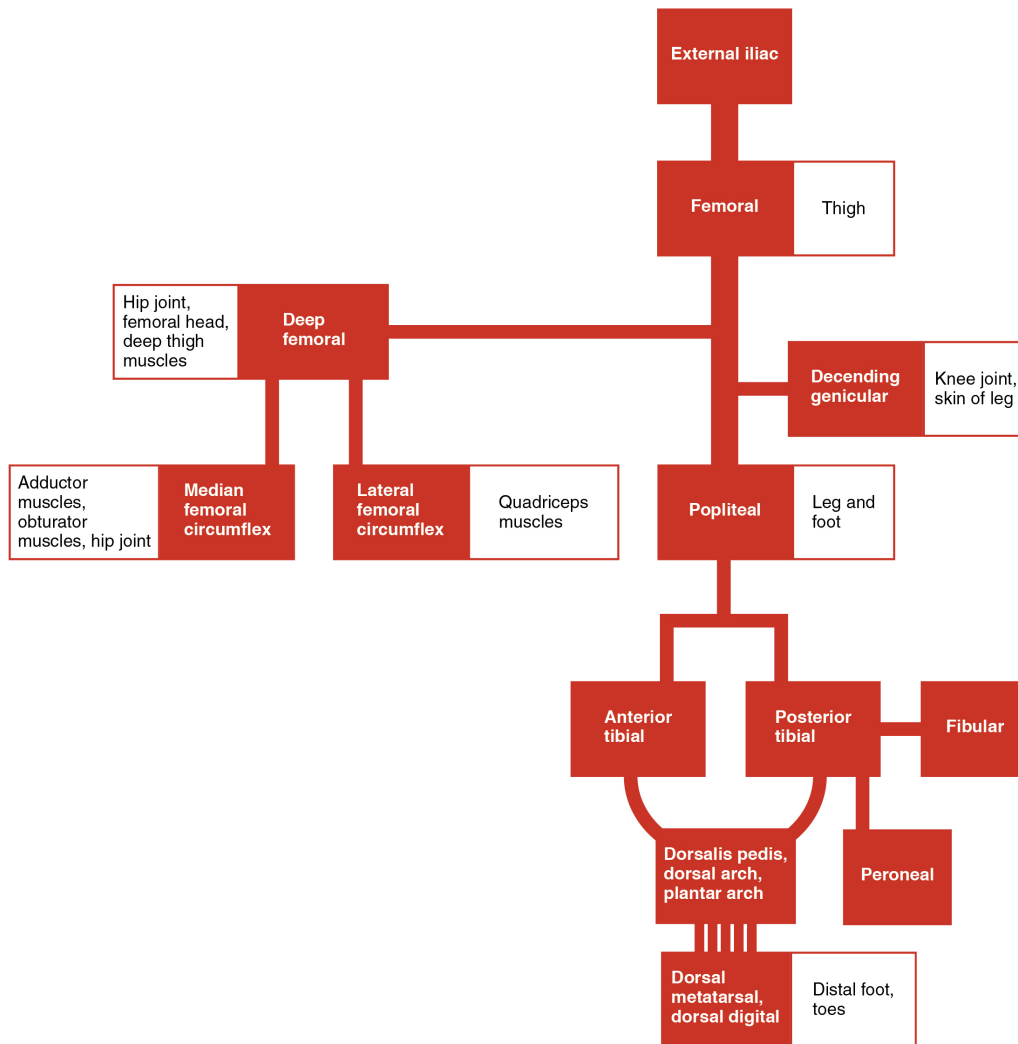 External iliac
Femoral
Thigh
Hip joint,
femoral head,
deep thigh
muscles
Deep
femoral
Decending
genicular
Knee joint,
skin of leg
Adductor
muscles,
obturator
muscles, hip joint
Median
femoral
circumflex
Lateral
femoral
circumflex
Quadriceps
muscles
Popliteal
Leg and
foot
Anterior
tibial
Posterior
tibial
Fibular
Dorsalis pedis,
dorsal arch,
plantar arch
Peroneal
Dorsal
metatarsal,
dorsal digital
Distal foot,
toes